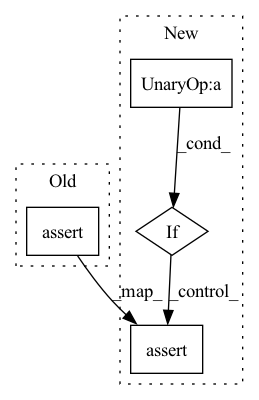 New
UnaryOp:a
Old
_cond_
assert
If
_map_
_control_
assert